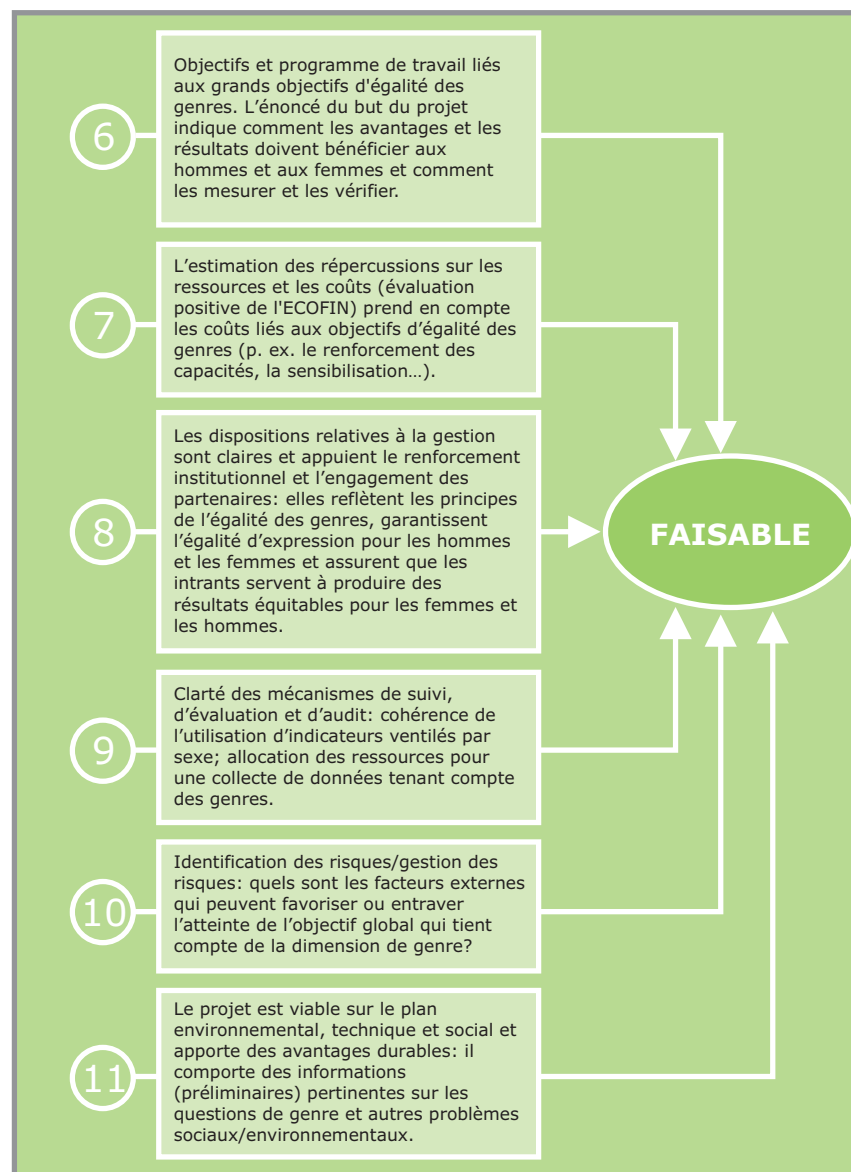 6
Objectifs et programme de travail liés
aux grands objectifs d'égalité des
genres. L’énoncé du but du projet
indique comment les avantages et les
résultats doivent bénéficier aux
hommes et aux femmes et comment
les mesurer et les vérifier.
7
L’estimation des répercussions sur les
ressources et les coûts (évaluation
positive de l'ECOFIN) prend en compte
les coûts liés aux objectifs d’égalité des
genres (p. ex. le renforcement des
capacités, la sensibilisation…).
8
Les dispositions relatives à la gestion
sont claires et appuient le renforcement
institutionnel et l’engagement des
partenaires: elles reflètent les principes
de l’égalité des genres, garantissent
l’égalité d’expression pour les hommes
et les femmes et assurent que les
intrants servent à produire des
résultats équitables pour les femmes et
les hommes.
FAISABLE
9
Clarté des mécanismes de suivi,
d’évaluation et d’audit: cohérence de
l’utilisation d’indicateurs ventilés par
sexe; allocation des ressources pour
une collecte de données tenant compte
des genres.
10
Identification des risques/gestion des
risques: quels sont les facteurs externes
qui peuvent favoriser ou entraver
l’atteinte de l’objectif global qui tient
compte de la dimension de genre?
11
Le projet est viable sur le plan
environnemental, technique et social et
apporte des avantages durables: il
comporte des informations
(préliminaires) pertinentes sur les
questions de genre et autres problèmes
sociaux/environnementaux.